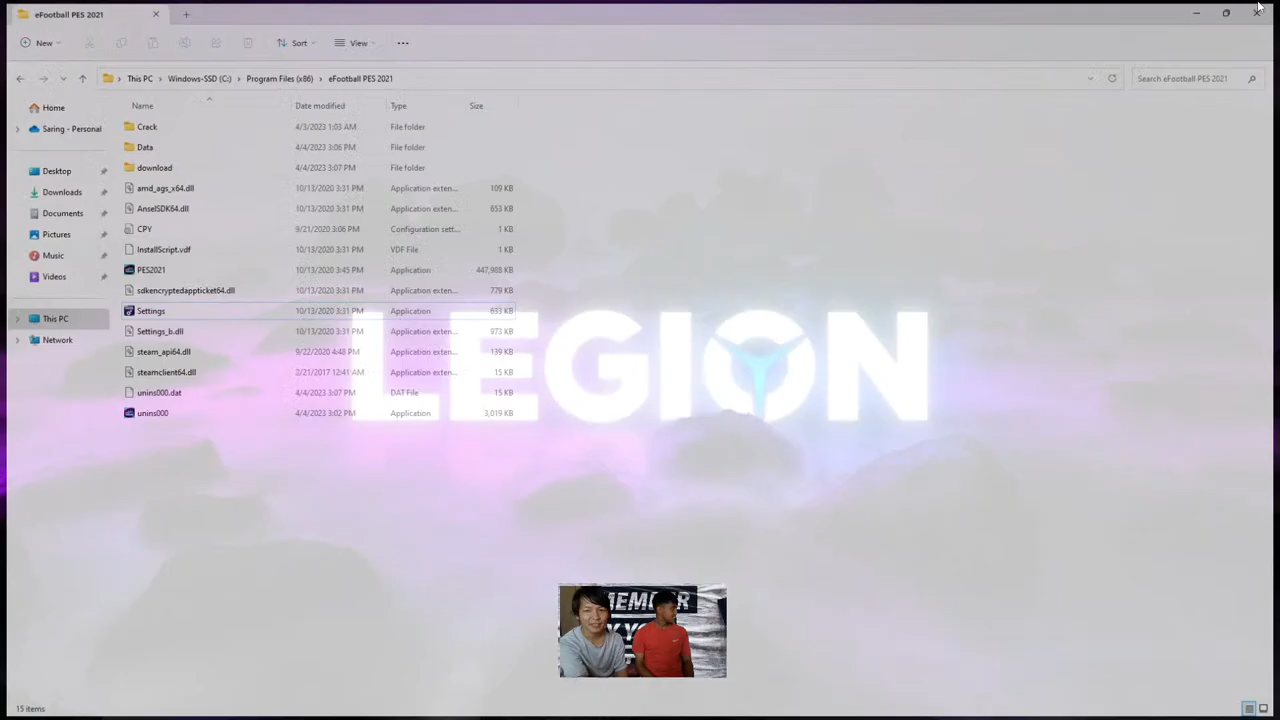 eFootball PES 2021
New
Sort
View
This PC > Windows-SSD (C:) > Program Files (x86) > eFootball PES 2021
Search eFootball PES 2021
Home
Saring - Personal
Desktop
Downloads
Documents
Pictures
Music
Videos
This PC
Network
Name Date modified Type Size
Crack 4/3/2023 1:03 AM File folder
Data 4/4/2023 3:06 PM File folder
download 4/4/2023 3:07 PM File folder
amd_ags_x64.dll 10/13/2020 3:31 PM Application exten... 109 KB
AnselSDK64.dll 10/13/2020 3:31 PM Application exten... 653 KB
CPY 9/21/2020 3:06 PM Configuration sett... 1 KB
InstallScript.vdf 10/13/2020 3:31 PM VDF File 1 KB
PES2021 10/13/2020 3:45 PM Application 447,988 KB
sdkencryptedappticket64.dll 10/13/2020 3:31 PM Application exten... 779 KB
Settings 10/13/2020 3:31 PM Application 633 KB
Settings_b.dll 10/13/2020 3:31 PM Application exten... 973 KB
steam_api64.dll 9/22/2020 4:48 PM Application exten... 139 KB
steamclient64.dll 2/21/2017 12:41 AM Application exten... 15 KB
unins000.dat 4/4/2023 3:07 PM DAT File 15 KB
unins000 4/4/2023 3:02 PM Application 3,019 KB
LEGION
15 items